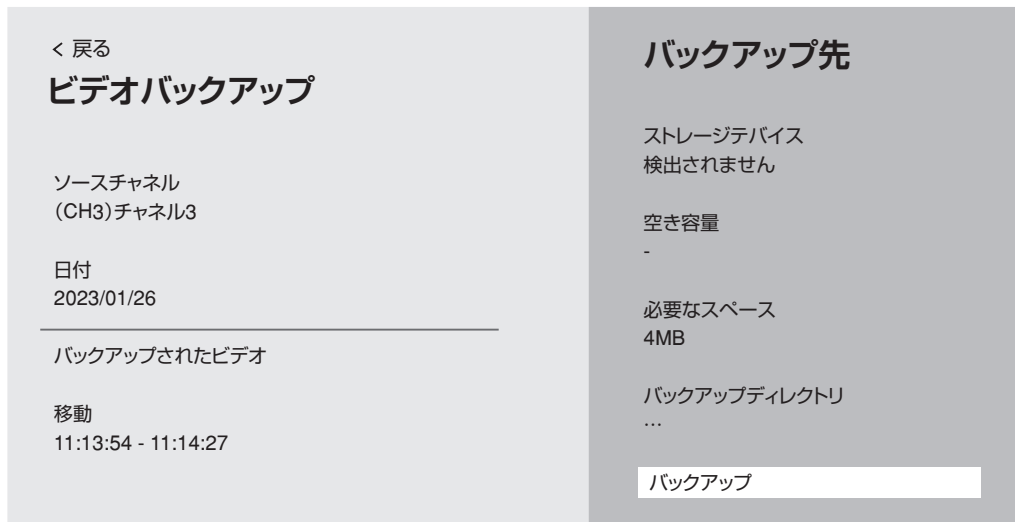 < 戻る
ビデオバックアップ
ソースチャネル
(CH3)チャネル3
日付
2023/01/26
バックアップされたビデオ
移動
11:13:54 - 11:14:27
バックアップ先
ストレージテバイス
検出されません
空き容量
-
必要なスペース
4MB
バックアップディレクトリ
…
バックアップ